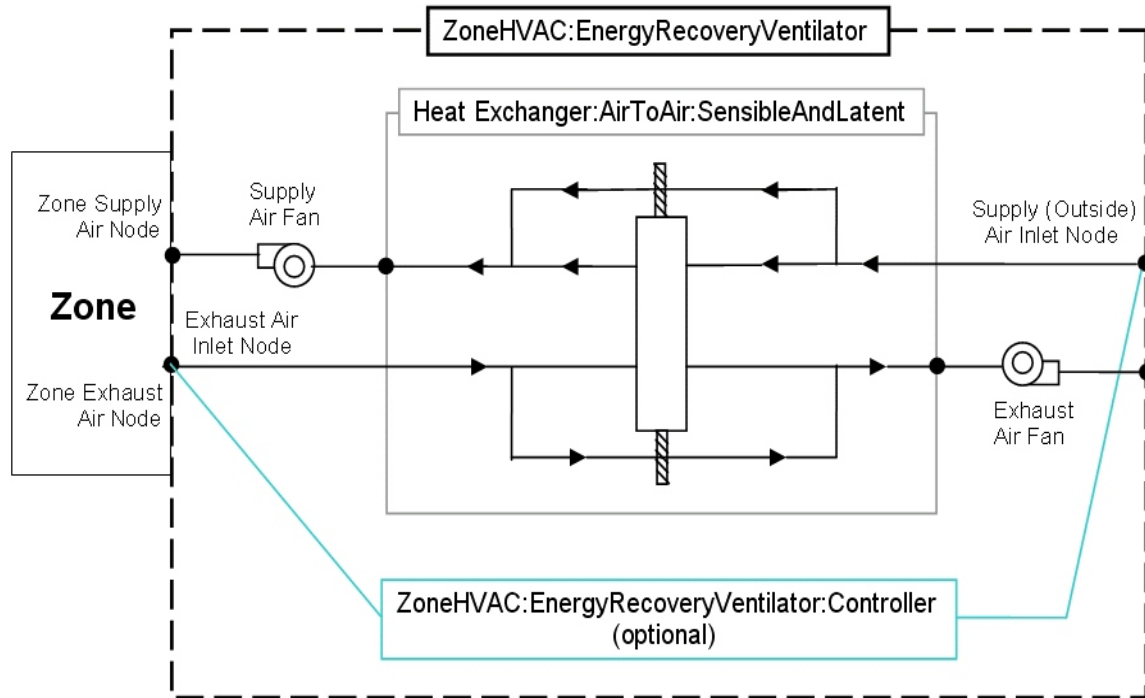 ZoneHVAC:EnergyRecoveryVentilator
Heat Exchanger:AirToAir:SensibleAndLatent
Zone Supply
Air Node
Supply
Air Fan
Supply (Outside)
Air Inlet Node
Zone
Exhaust Air
Inlet Node
Zone Exhaust
Air Node
Exhaust
Air Fan
ZoneHVAC:EnergyRecoveryVentilator:Controller
(optional)